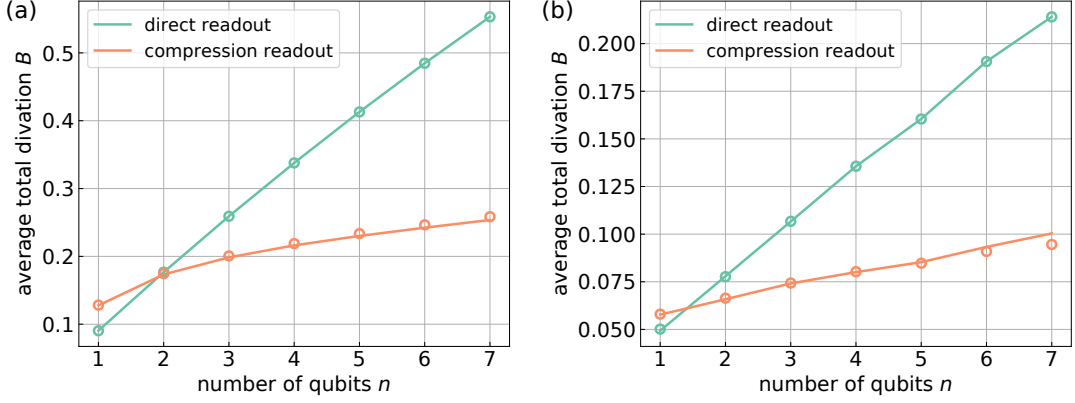 (a)
direct readout
compression readout
average total divation B
0.5
0.4
0.3
0.2
0.1
1 2 3 4 5 6 7
number of qubits n
(b)
direct readout
compression readout
average total divation B
0.200
0.175
0.150
0.125
0.100
0.075
0.050
1 2 3 4 5 6 7
number of qubits n